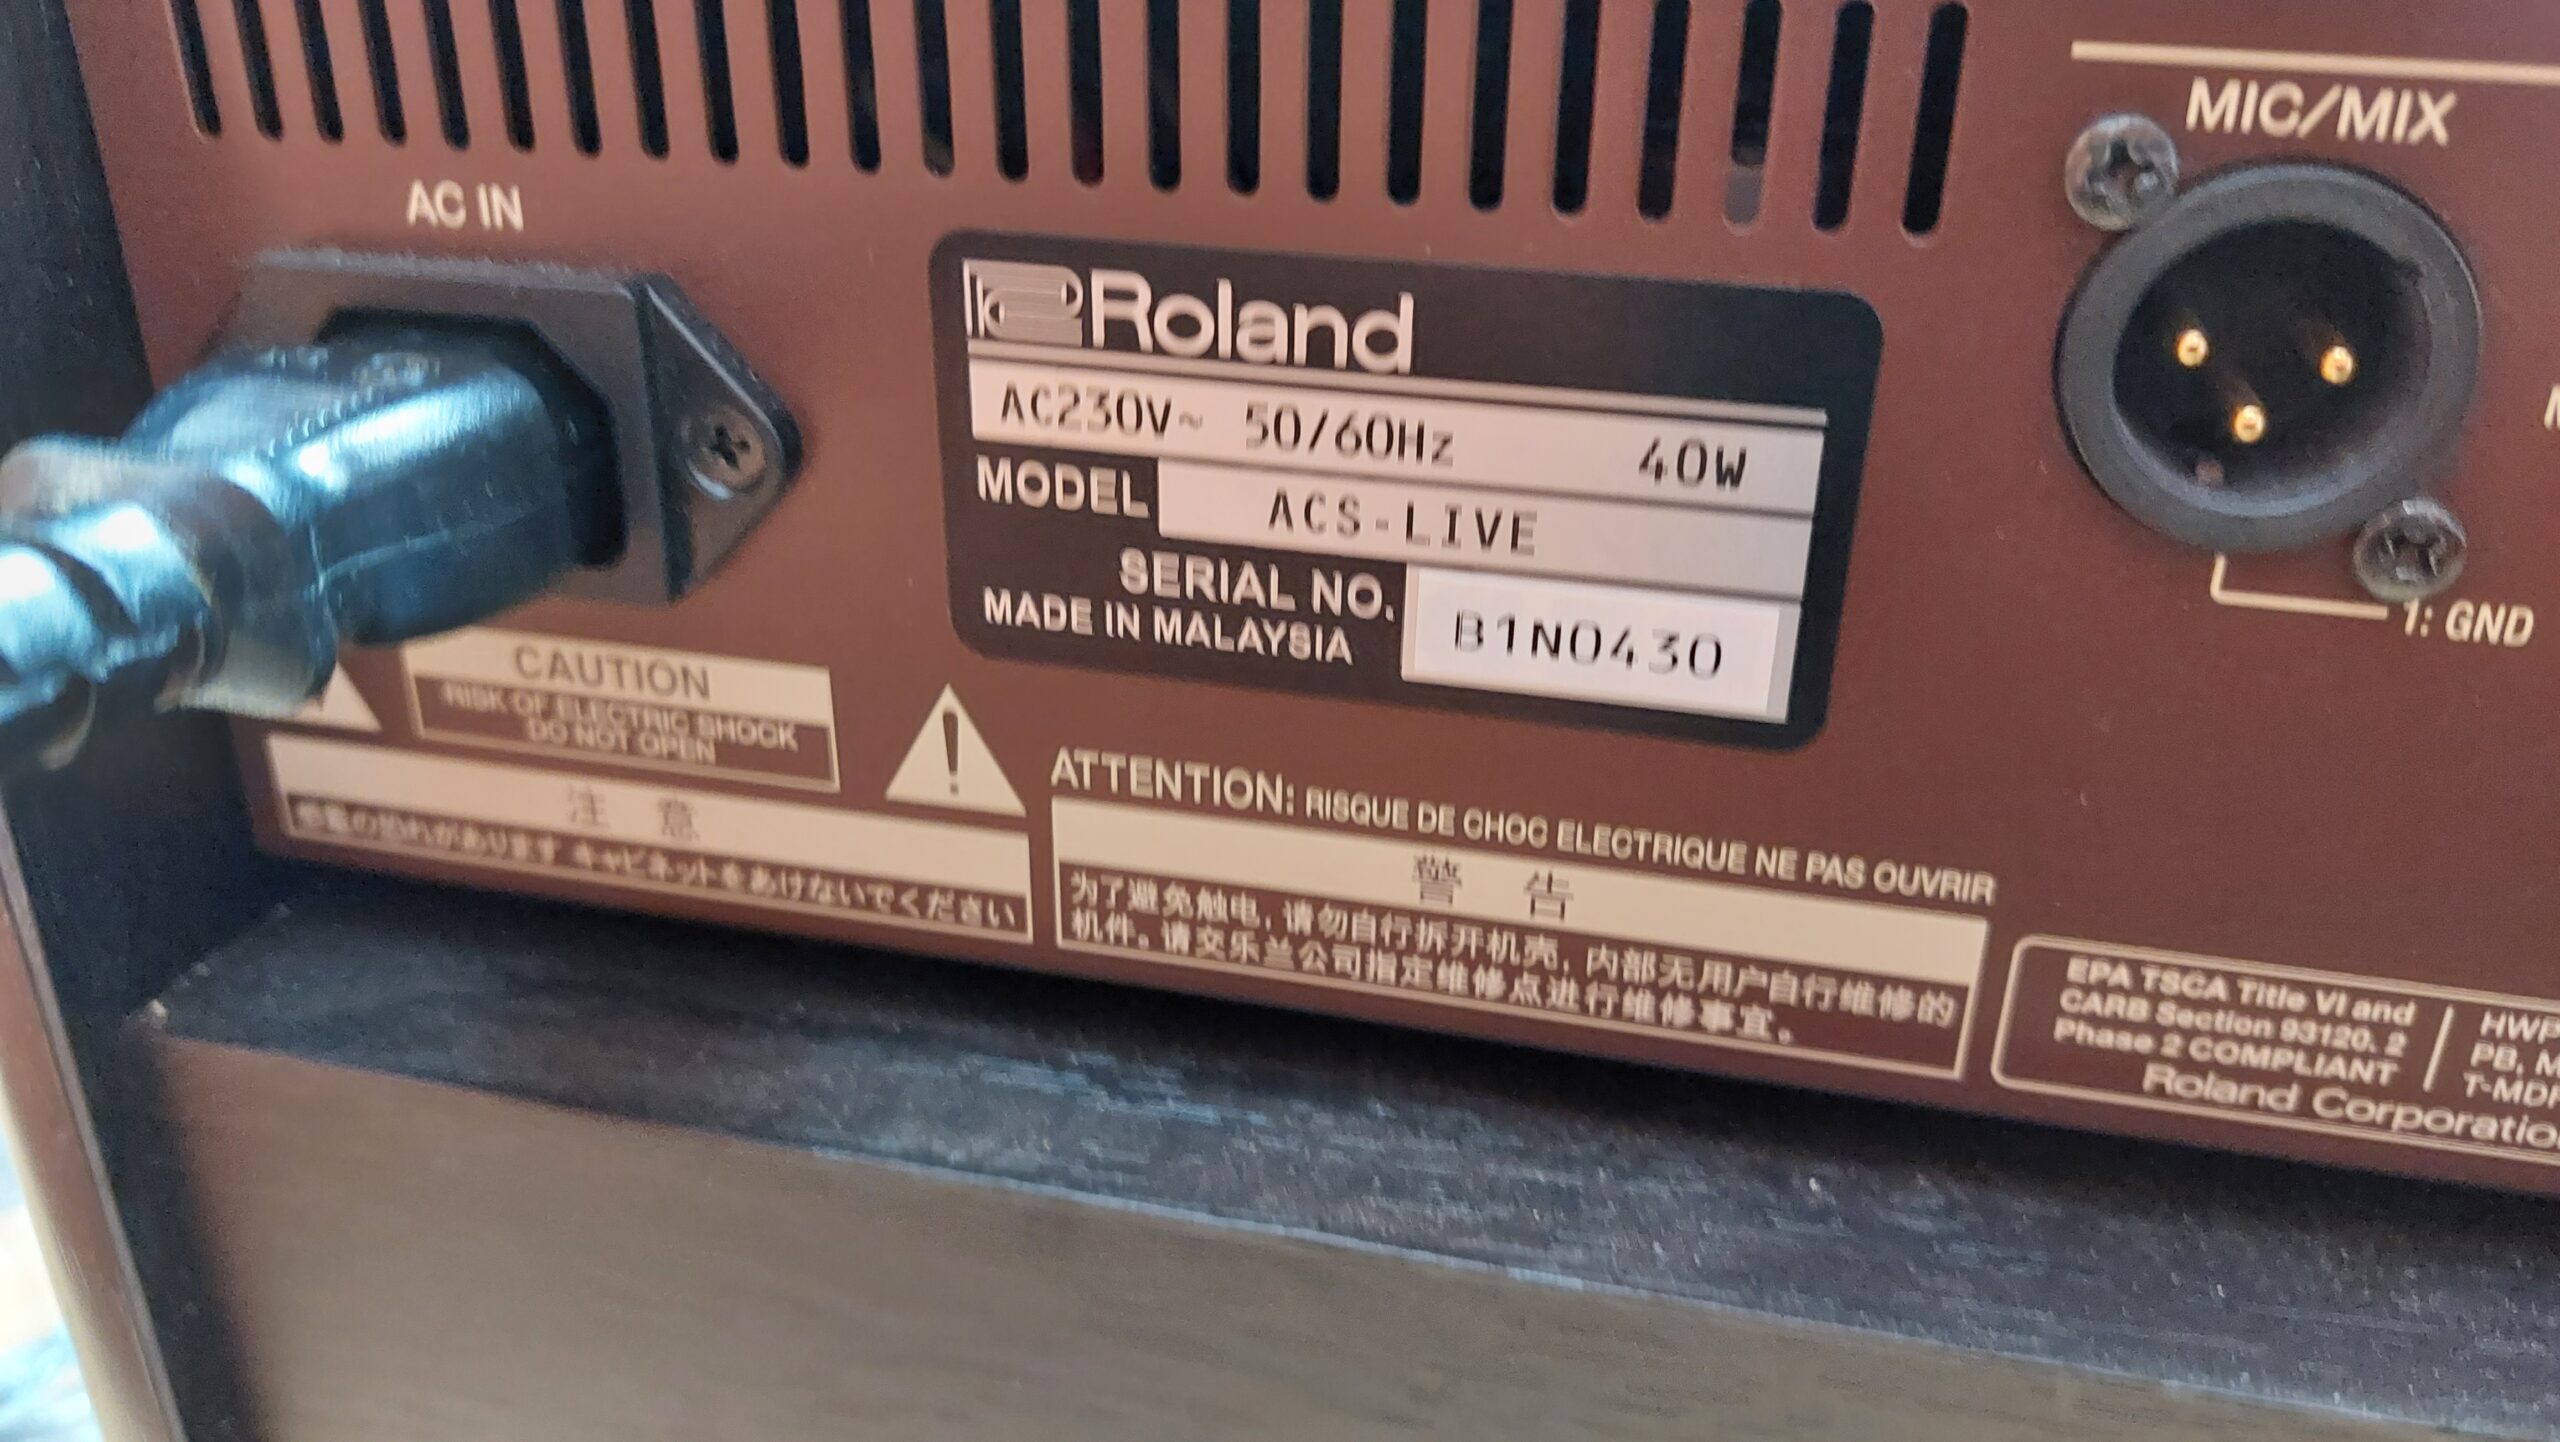 MIC/MIX
AC IN
Roland
AC230V~ 50/60Hz 40W
MODEL ACS-LIVE
SERIAL NO. B1N0430
MADE IN MALAYSIA
1: GND
CAUTION
RISK OF ELECTRIC SHOCK
DO NOT OPEN
注意
感電の恐れがあります キャビネットをあけないでください
ATTENTION: RISQUE DE CHOC ELECTRIQUE NE PAS OUVRIR
警告
为了避免触电, 请勿自行拆开机壳, 内部无用户自行维修的
机件。请交乐兰公司指定维修点进行维修事宜。
EPA TSCA Title VI and
CARB Section 93120. 2
Phase 2 COMPLIANT
HWP
PB, M
T-MDF
Roland Corporatio